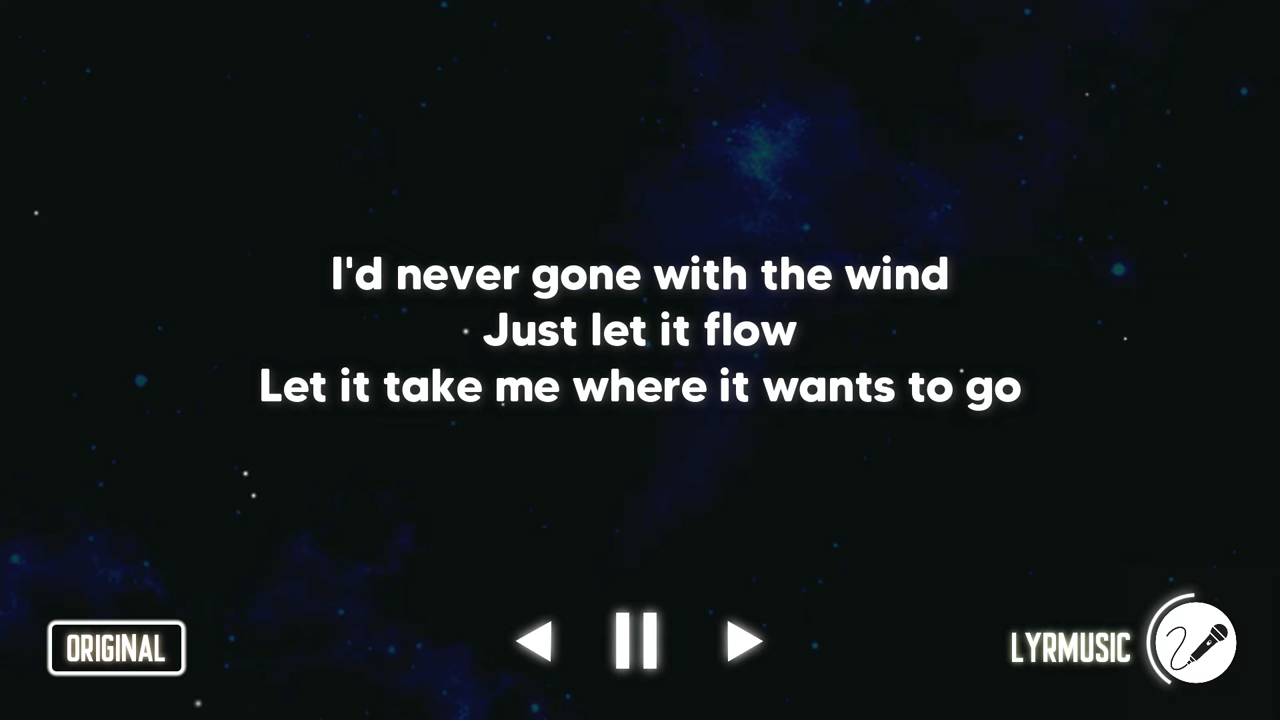 I'd never gone with the wind
Just let it flow
Let it take me where it wants to go
ORIGINAL
LYRMUSIC